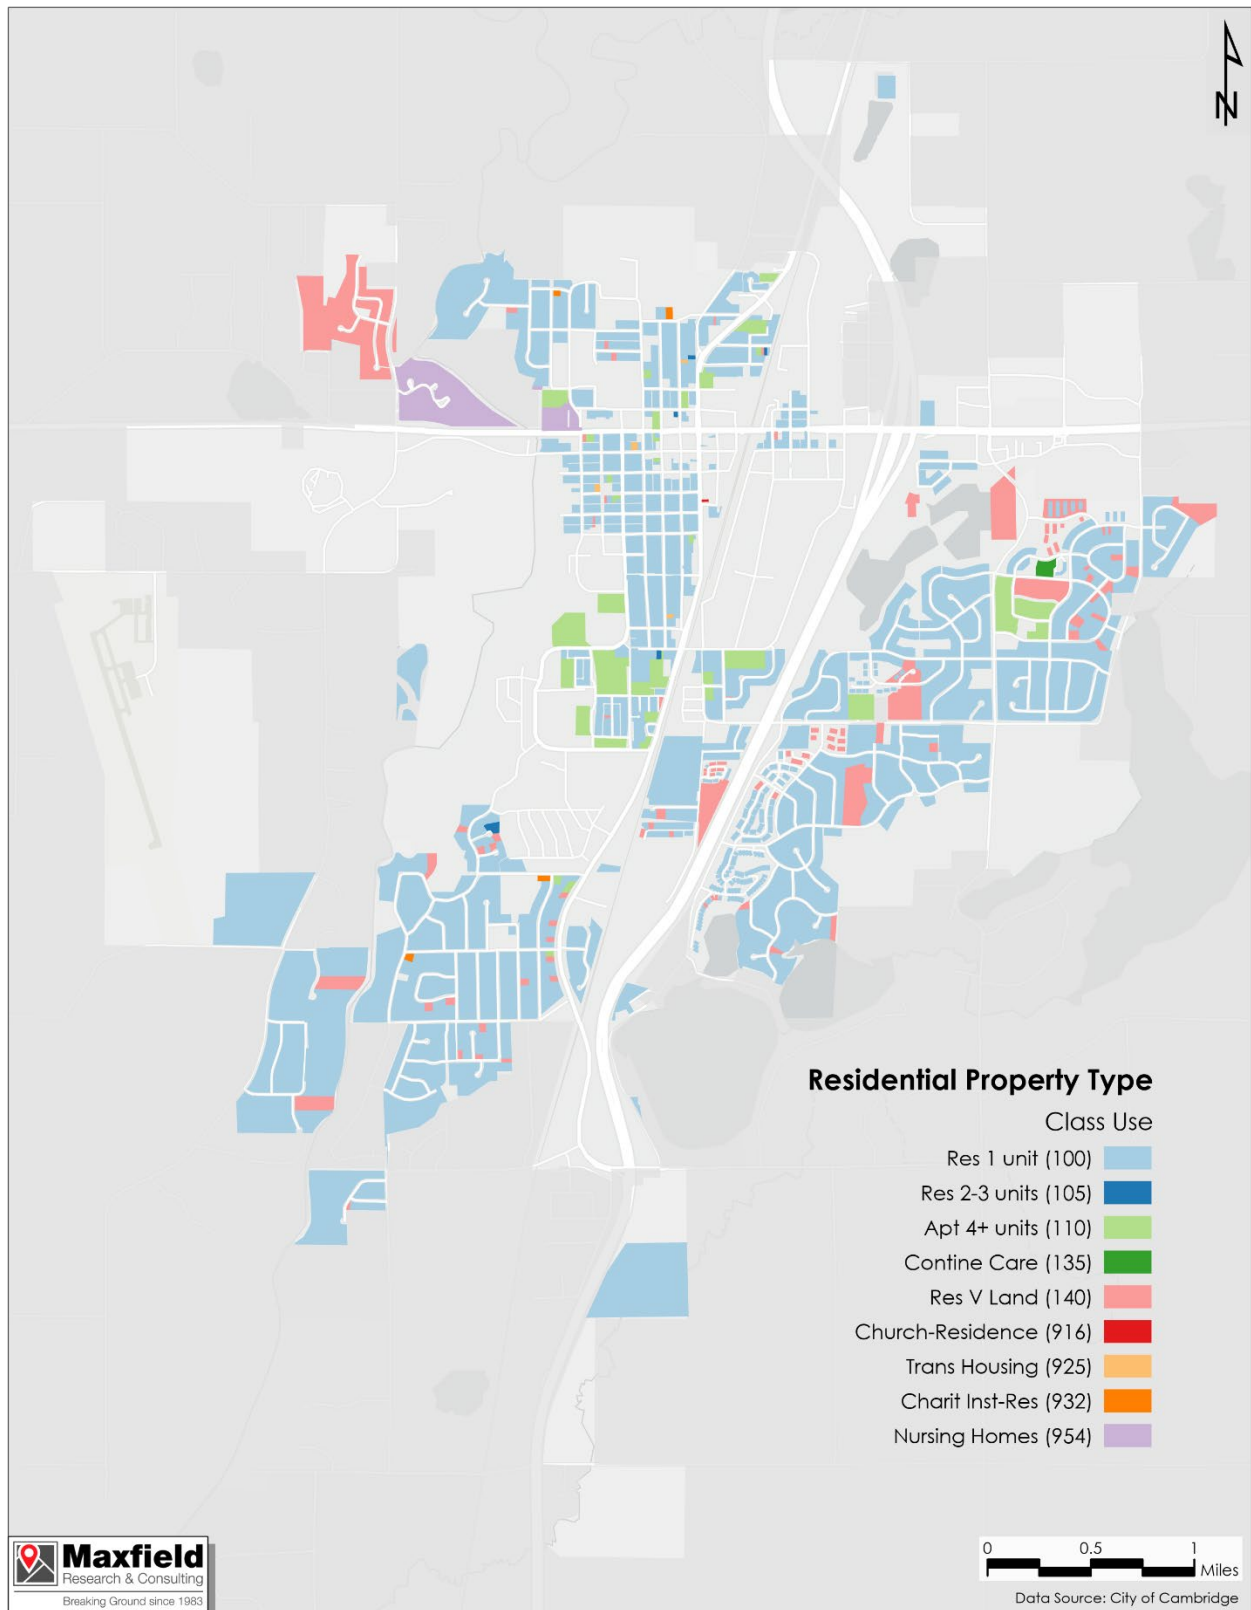 N
Residential Property Type
Class Use
Res 1 unit (100)
Res 2-3 units (105)
Apt 4+ units (110)
Contine Care (135)
Res V Land (140)
Church-Residence (916)
Trans Housing (925)
Charit Inst-Res (932)
Nursing Homes (954)
Maxfield
Research & Consulting
Breaking Ground since 1983
0 0.5 1
Miles
Data Source: City of Cambridge